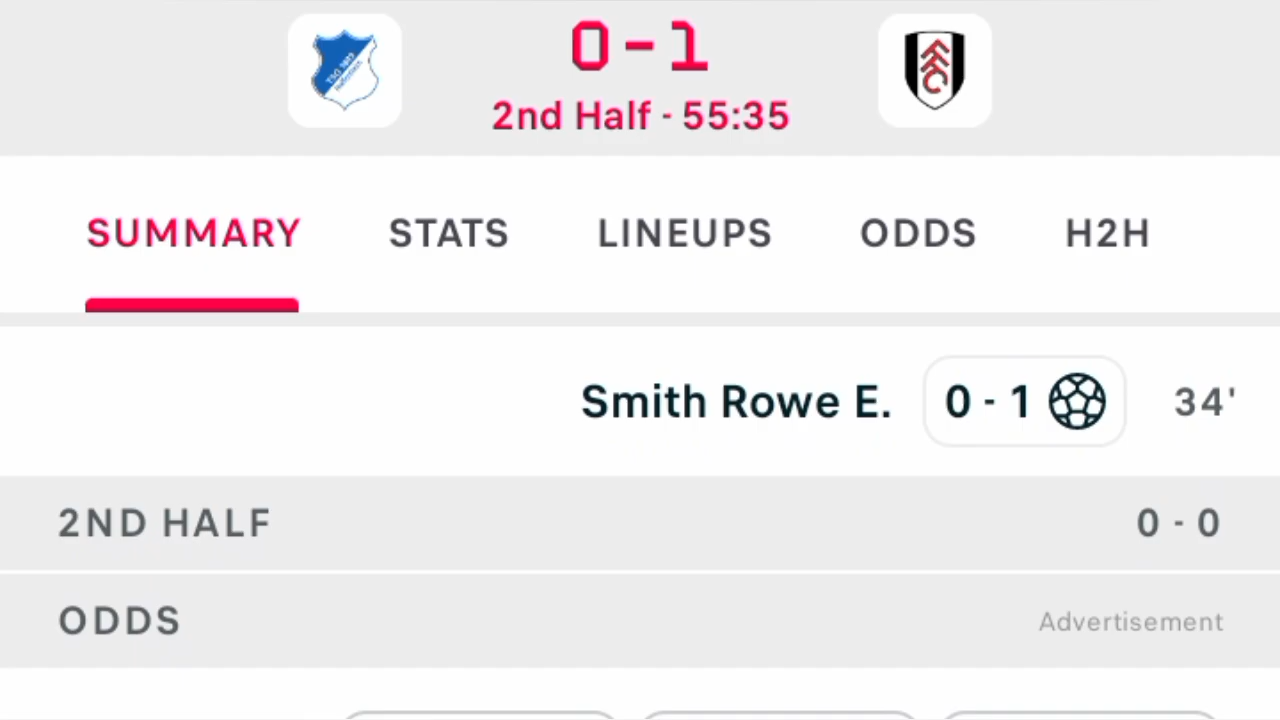 0 - 1
2nd Half - 55:35
SUMMARY STATS LINEUPS ODDS H2H
Smith Rowe E. 0 - 1 34'
2ND HALF 0 - 0
ODDS Advertisement